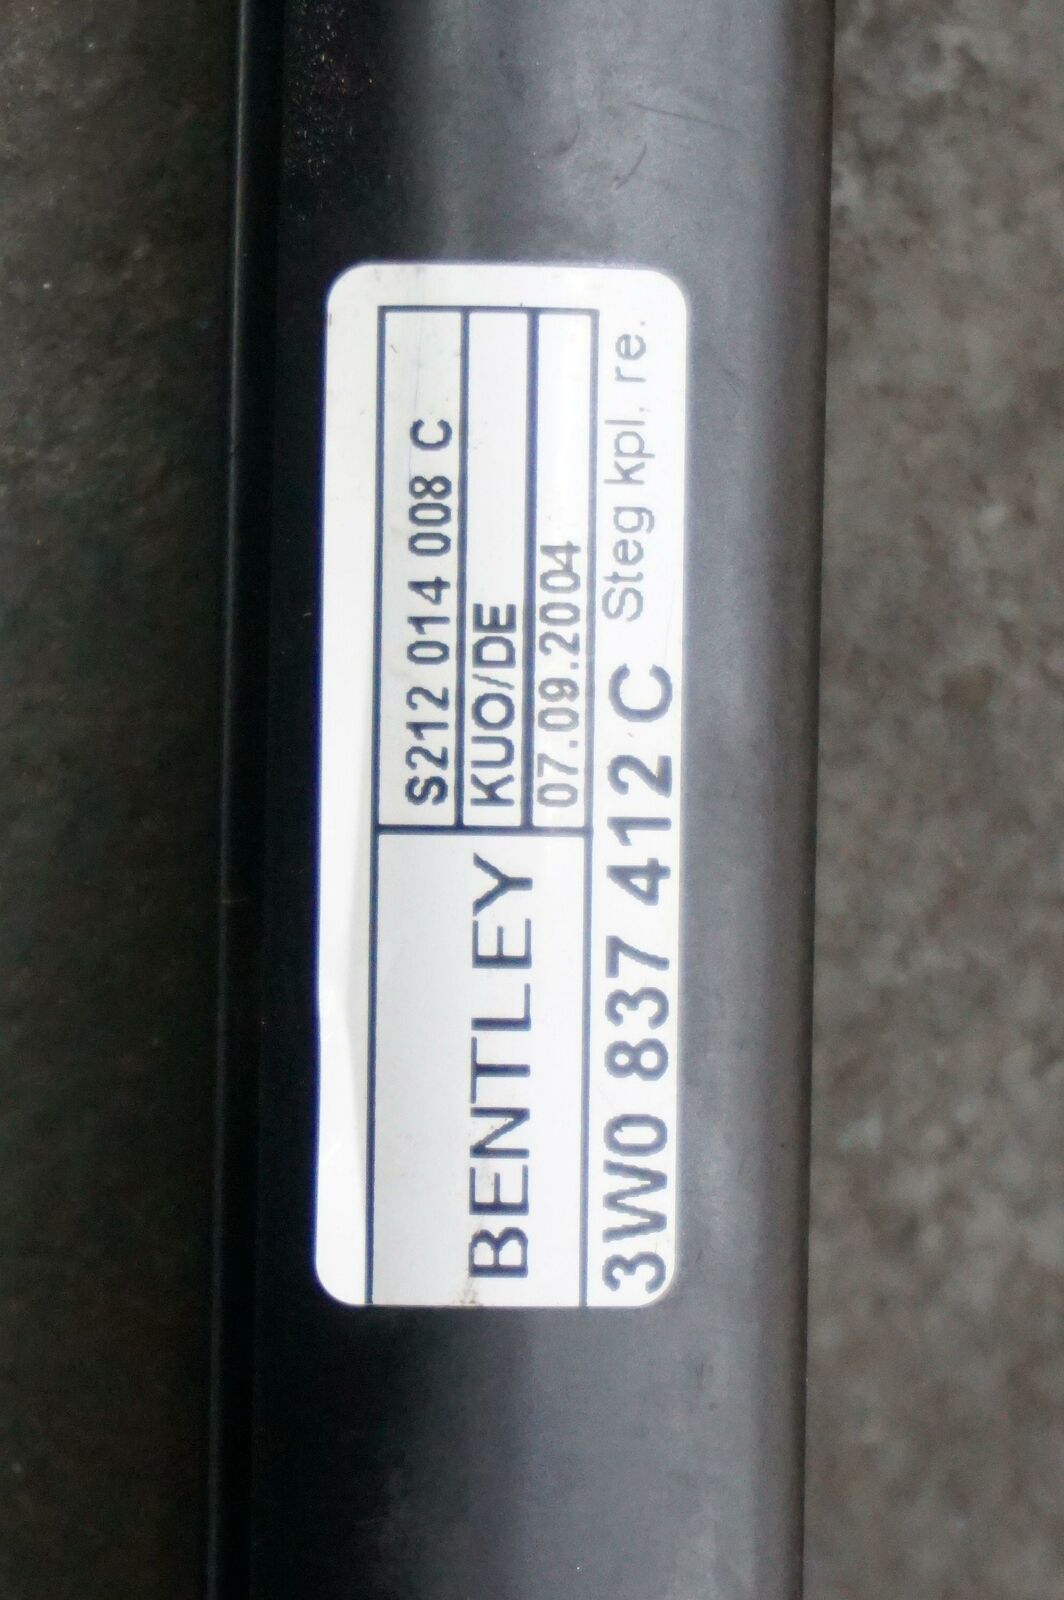 S212 014 008 C
KUO/DE
07.09.2004
BENTLEY
3W0 837 412 C Steg kpl. re.